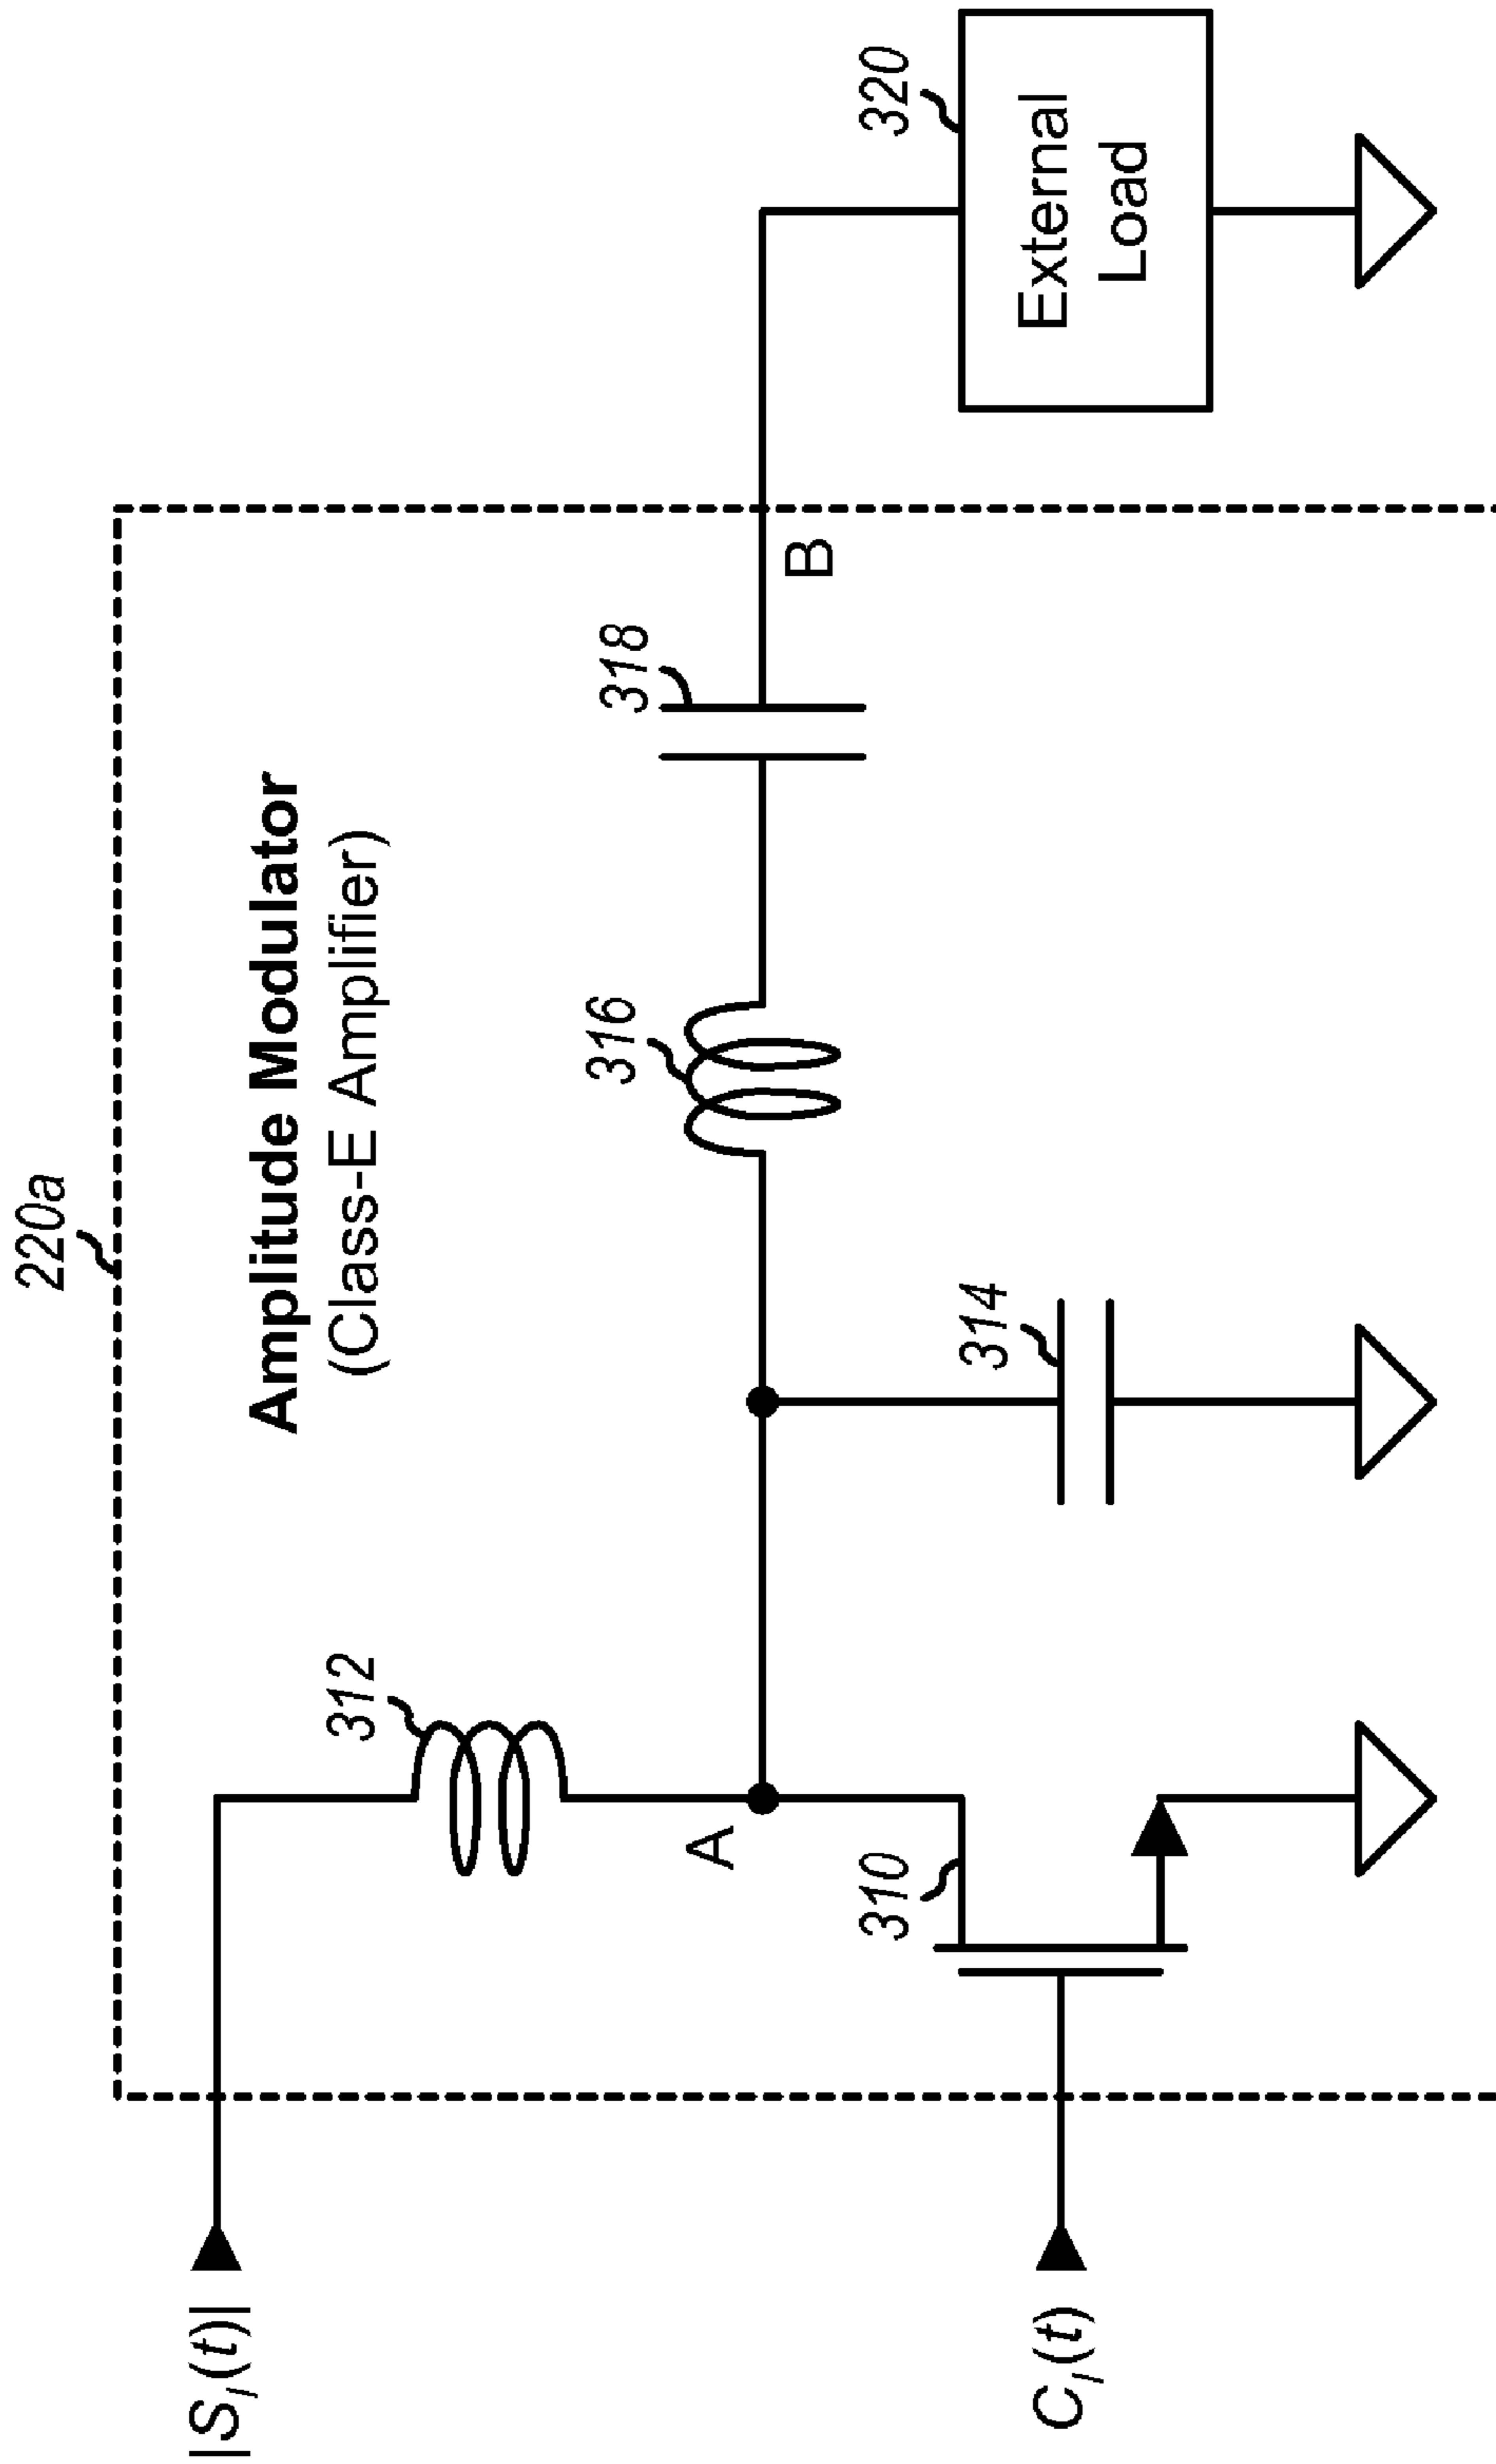 220a
Amplitude Modulator
(Class-E Amplifier)
|S_I(t)|
312
A
316
318
B
320
External
Load
310
314
C_I(t)